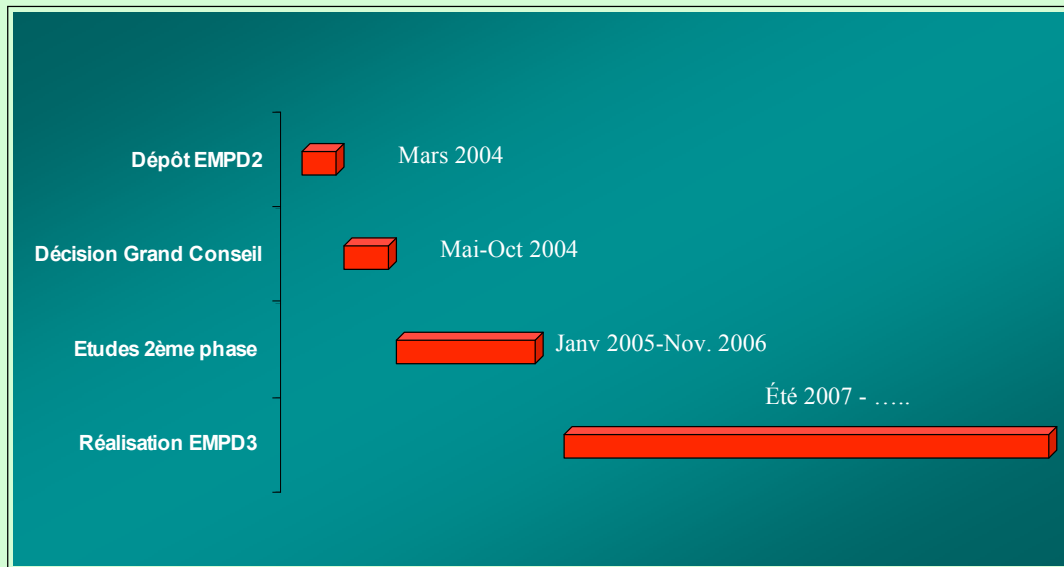 Dépôt EMPD2 Mars 2004
Décision Grand Conseil Mai-Oct 2004
Etudes 2ème phase Janv 2005-Nov. 2006
Été 2007 - …..
Réalisation EMPD3